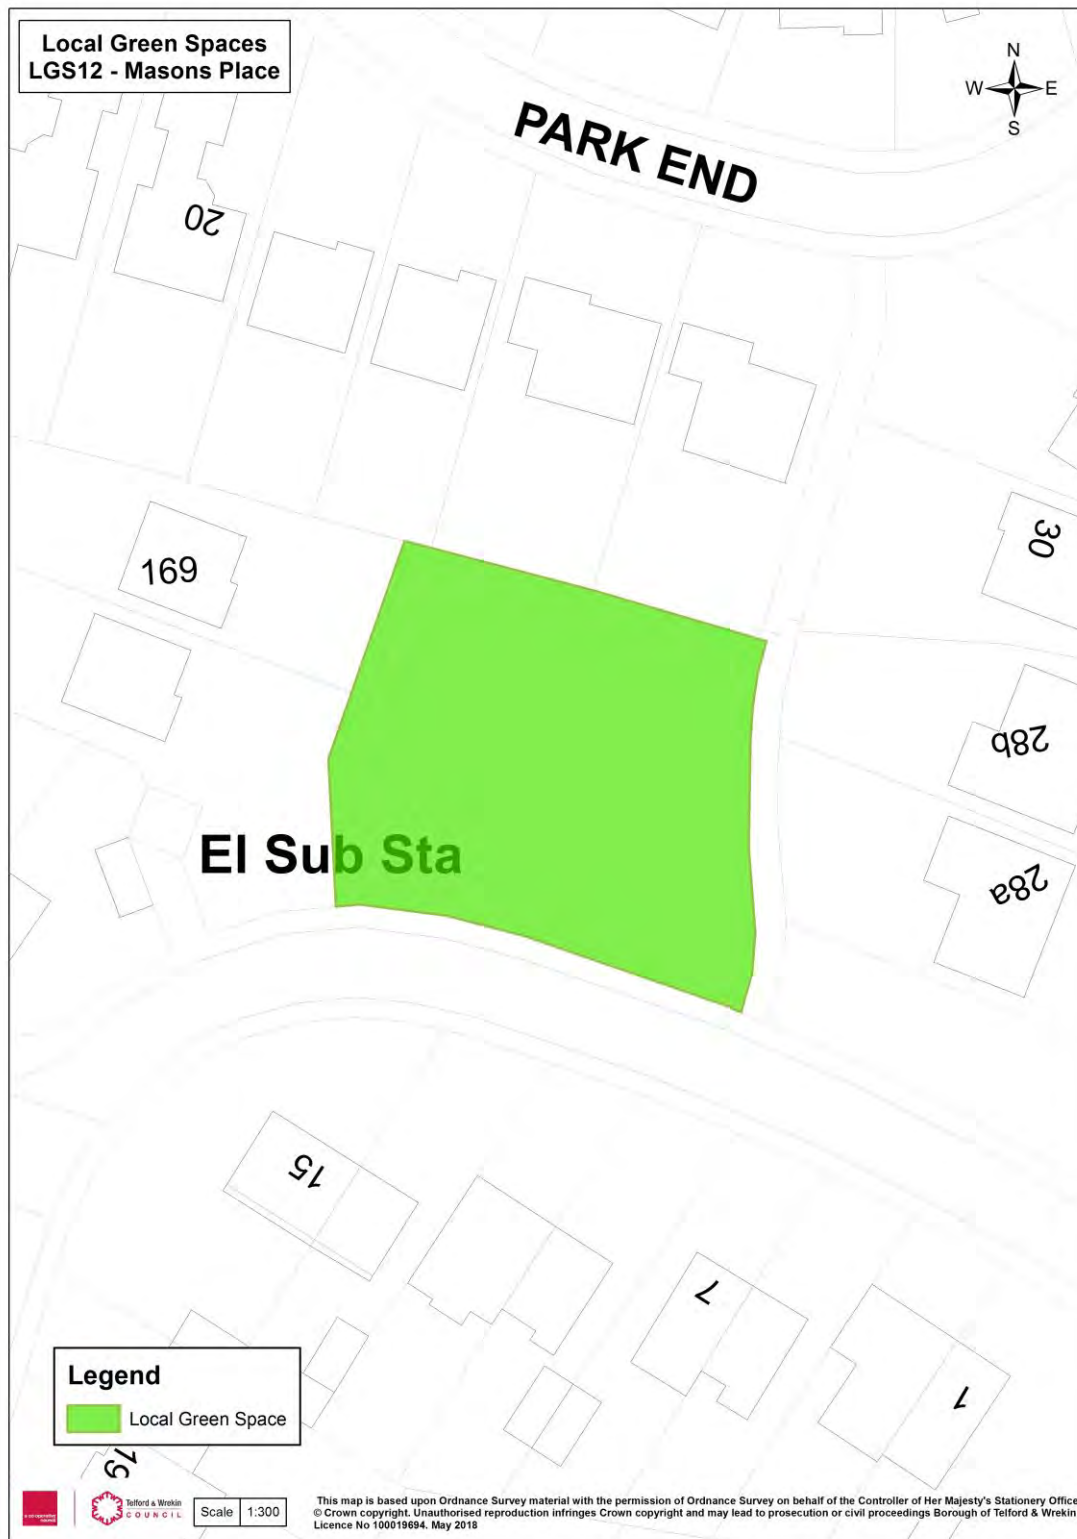 Local Green Spaces
LGS12 - Masons Place
N
W E
S
PARK END
20
169
30
28b
El Sub Sta
28a
15
7
1
Legend
Local Green Space
19
a co-operative
council
Telford & Wrekin
COUNCIL
Scale 1:300
This map is based upon Ordnance Survey material with the permission of Ordnance Survey on behalf of the Controller of Her Majesty's Stationery Office
© Crown copyright. Unauthorised reproduction infringes Crown copyright and may lead to prosecution or civil proceedings Borough of Telford & Wrekin
Licence No 100019694. May 2018